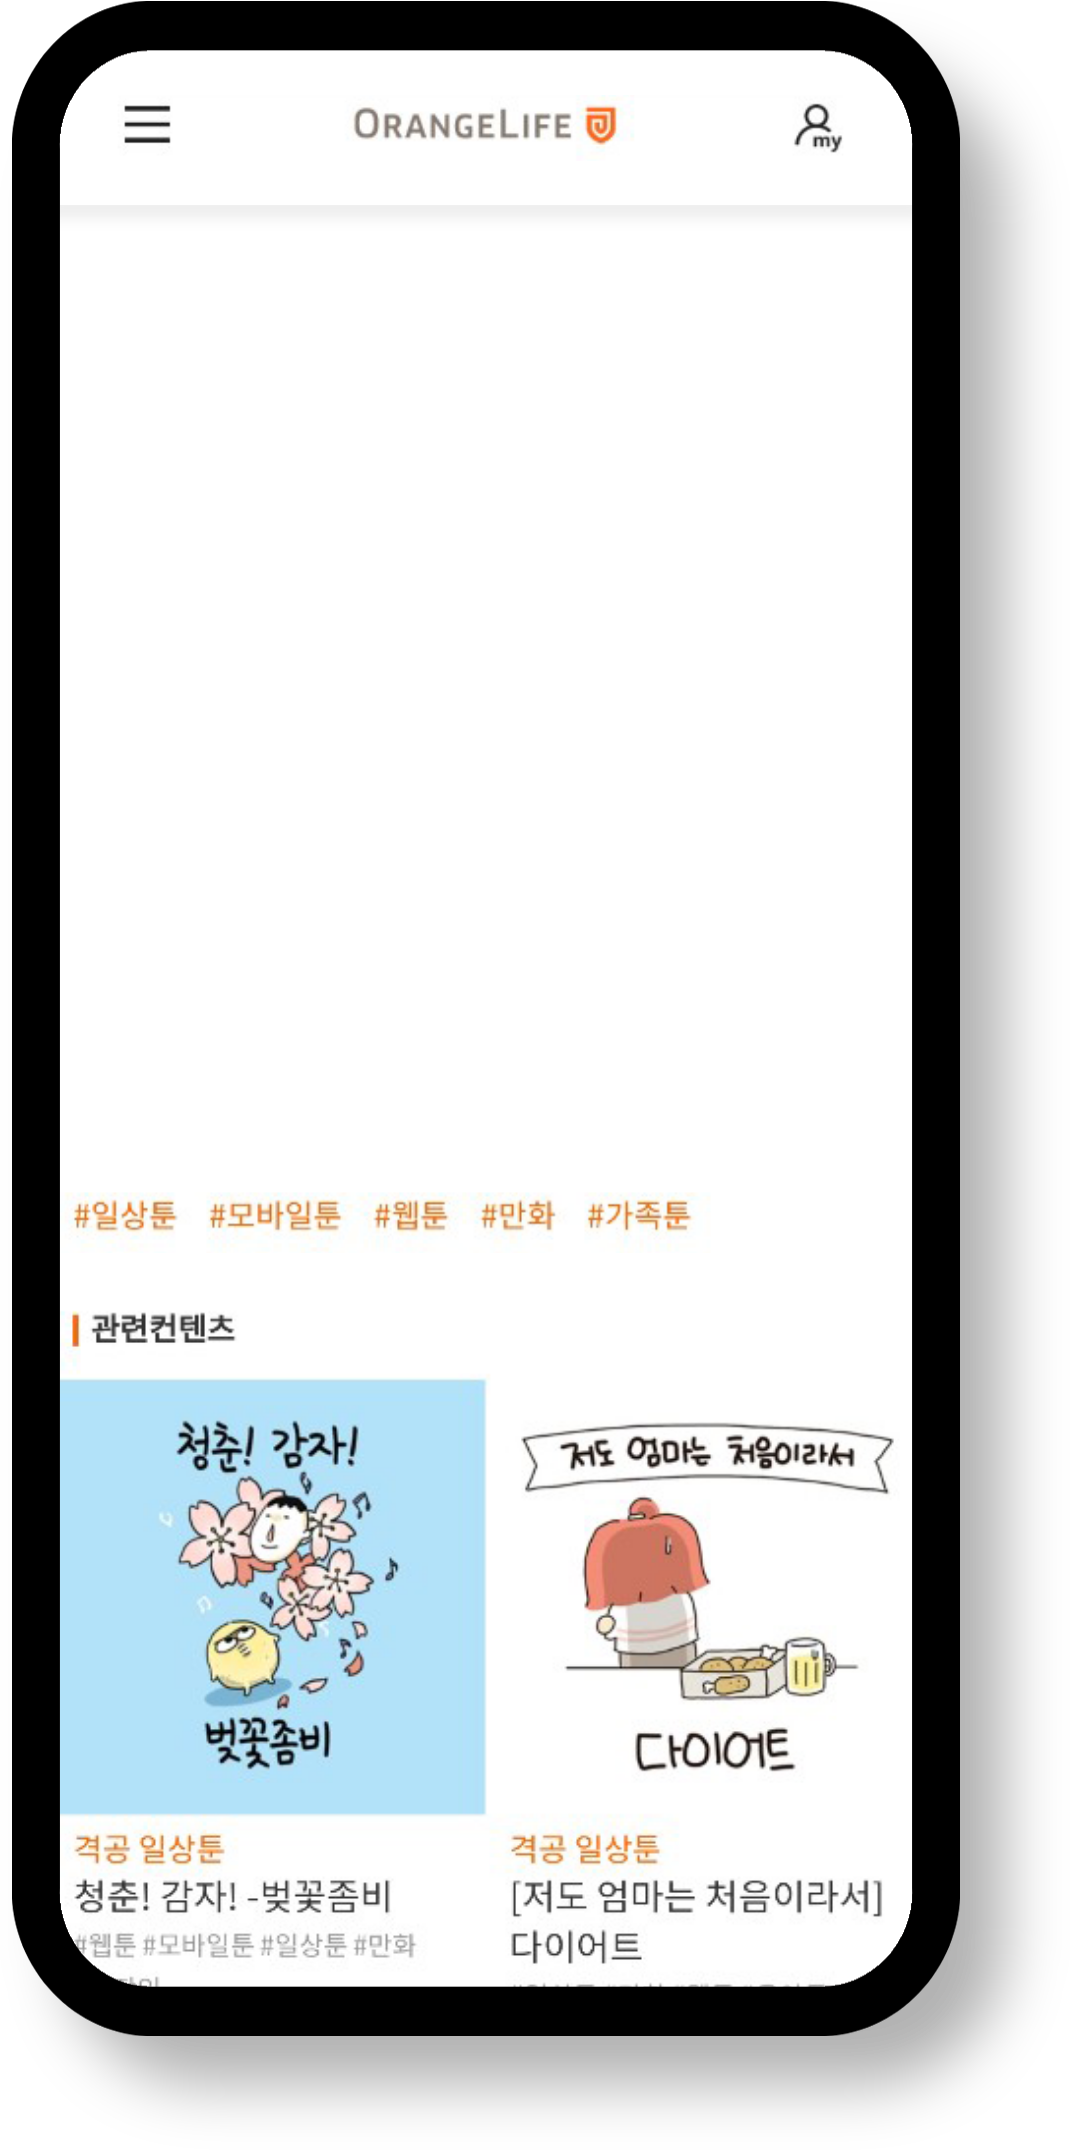 ORANGELIFE
my
#일상툰 #모바일툰 #웹툰 #만화 #가족툰
관련컨텐츠
청춘! 감자!
벚꽃좀비
저도 엄마는 처음이라서
다이어트
격공 일상툰
청춘! 감자! -벚꽃좀비
#웹툰 #모바일툰 #일상툰 #만화
격공 일상툰
[저도 엄마는 처음이라서]
다이어트